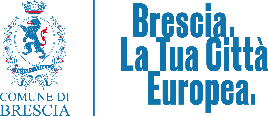 COMUNE DI
BRESCIA
Brescia.
La Tua Città
Europea.